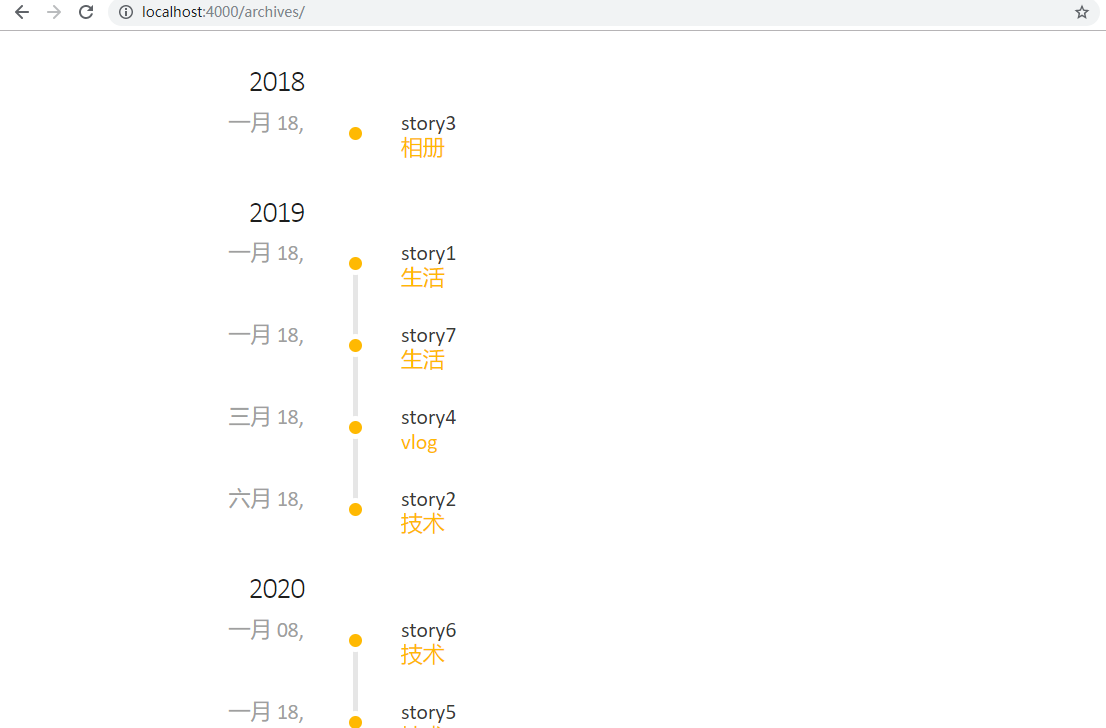 localhost:4000/archives/
2018
一月 18,
story3
相册
2019
一月 18,
story1
生活
一月 18,
story7
生活
三月 18,
story4
vlog
六月 18,
story2
技术
2020
一月 08,
story6
技术
一月 18,
story5